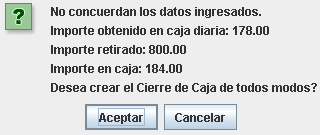 No concuerdan los datos ingresados.
Importe obtenido en caja diaria: 178.00
Importe retirado: 800.00
Importe en caja: 184.00
Desea crear el Cierre de Caja de todos modos?
Aceptar Cancelar